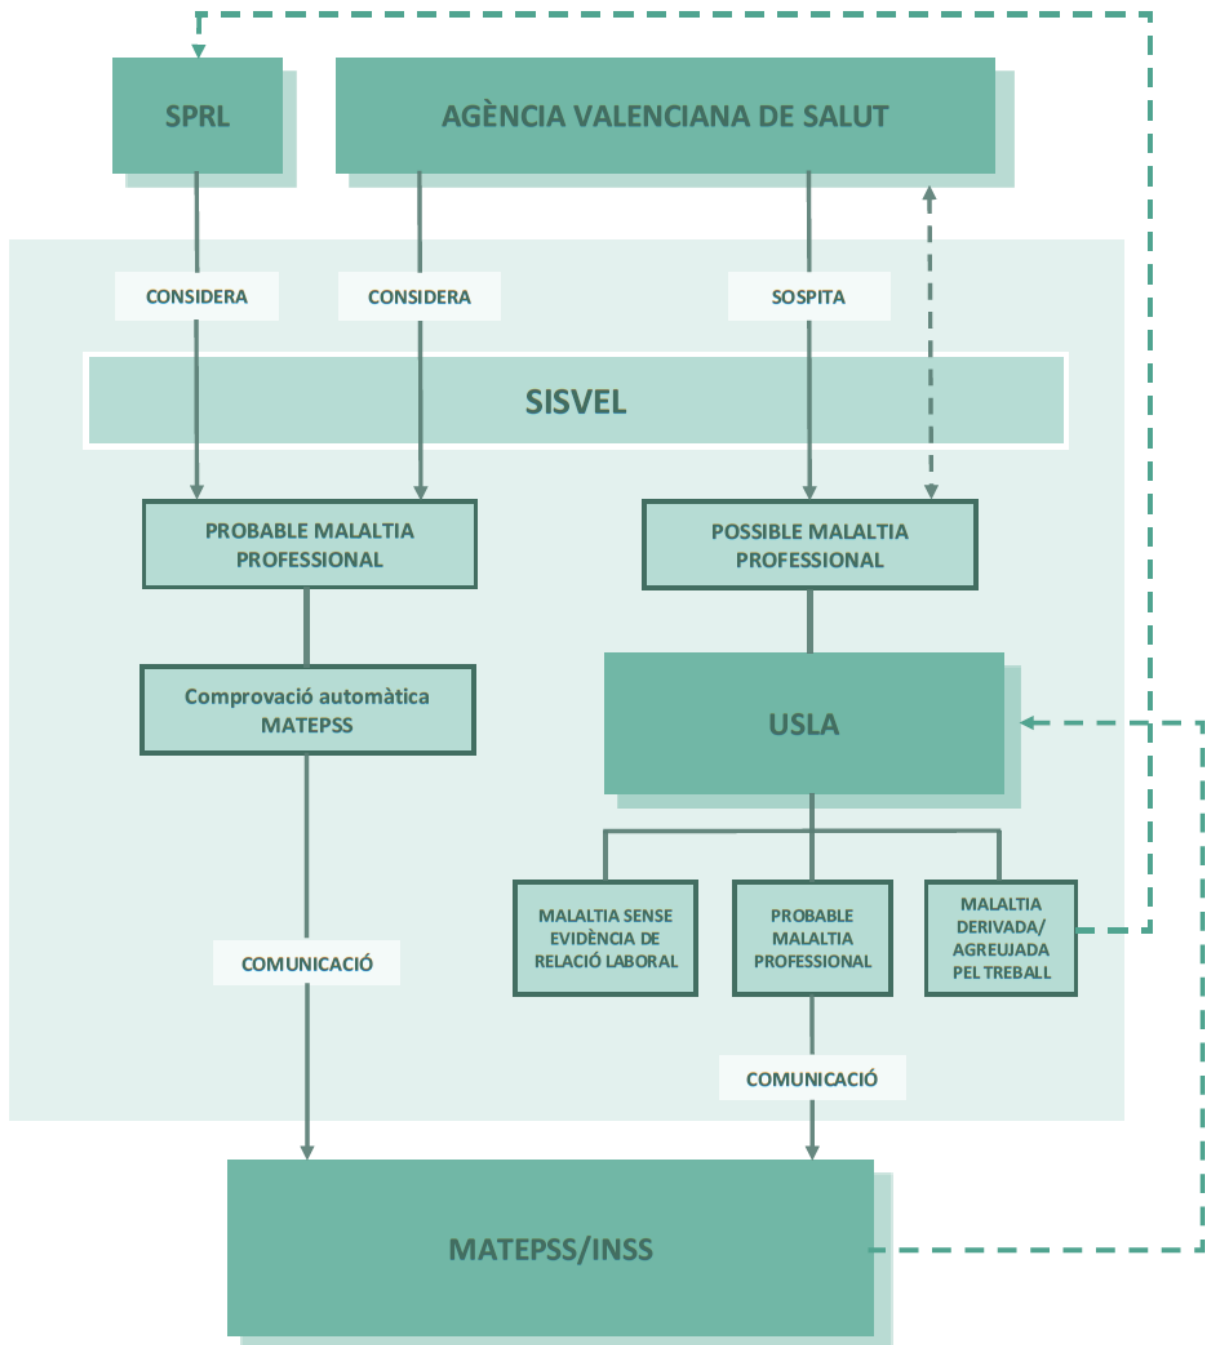 SPRL
AGÈNCIA VALENCIANA DE SALUT
CONSIDERA
CONSIDERA
SOSPITA
SISVEL
PROBABLE MALALTIA
PROFESSIONAL
POSSIBLE MALALTIA
PROFESSIONAL
Comprovació automàtica
MATEPSS
USLA
MALALTIA SENSE
EVIDÈNCIA DE
RELACIÓ LABORAL
PROBABLE
MALALTIA
PROFESSIONAL
MALALTIA
DERIVADA/
AGREUJADA
PEL TREBALL
COMUNICACIÓ
COMUNICACIÓ
MATEPSS/INSS